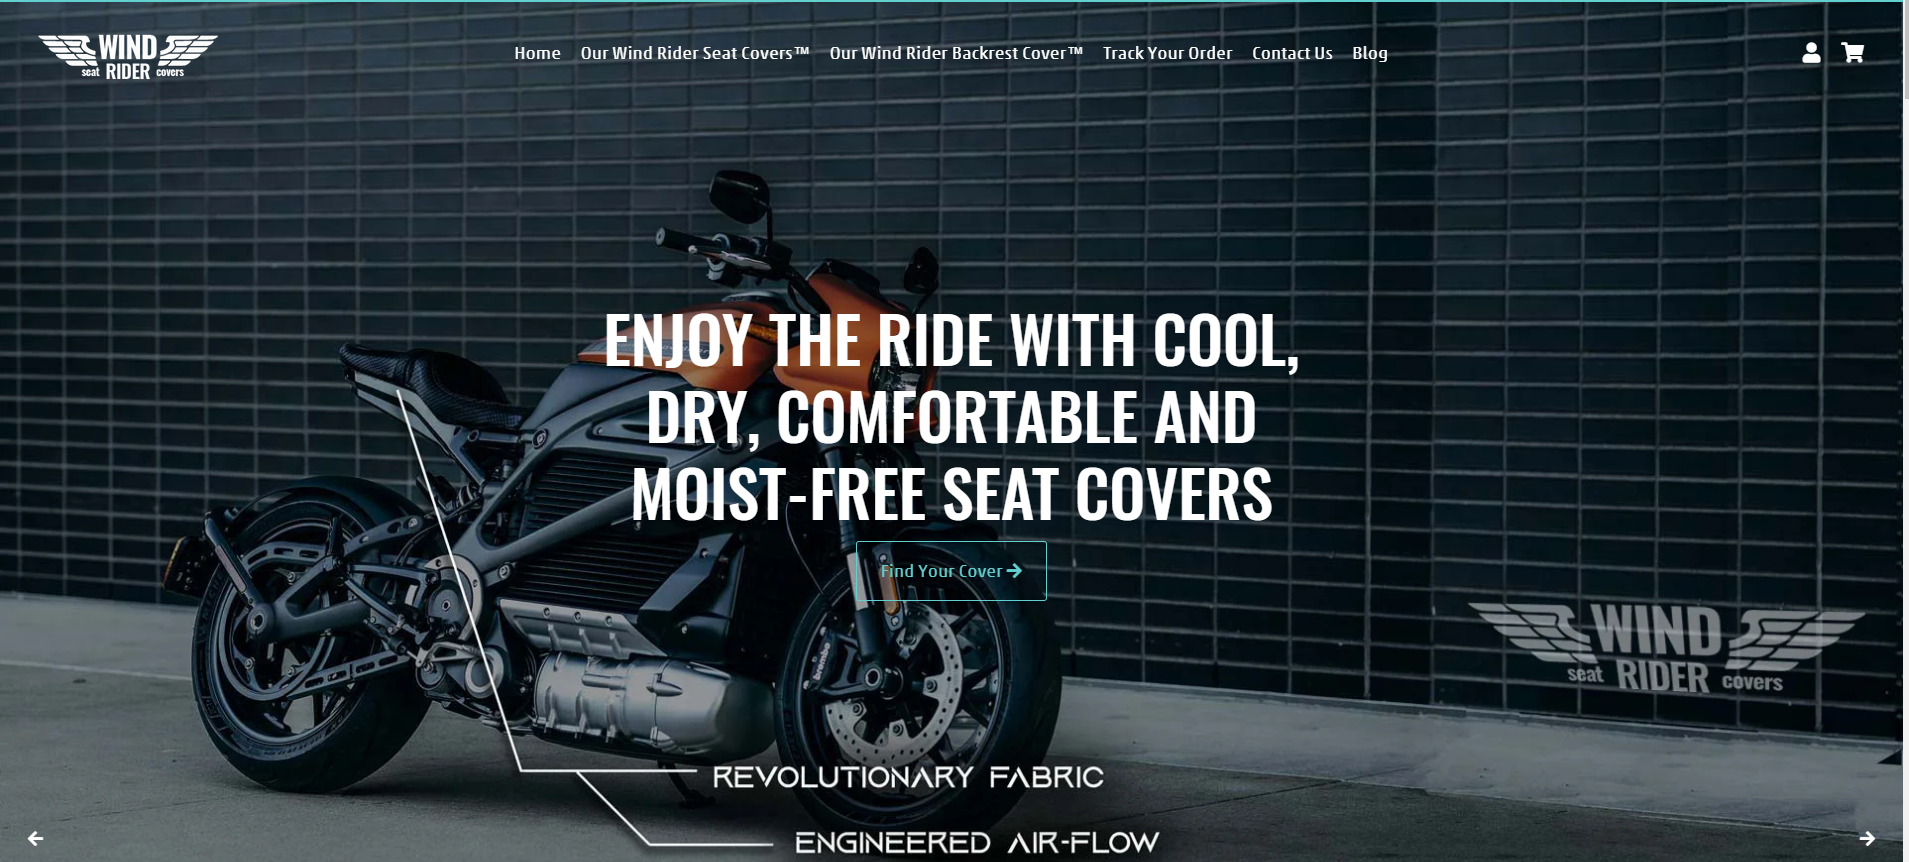 WIND
seat RIDER covers
Home Our Wind Rider Seat Covers™ Our Wind Rider Backrest Cover™ Track Your Order Contact Us Blog
ENJOY THE RIDE WITH COOL,
DRY, COMFORTABLE AND
MOIST-FREE SEAT COVERS
Find Your Cover
WIND
seat RIDER covers
brembo
REVOLUTIONARY FABRIC
ENGINEERED AIR-FLOW